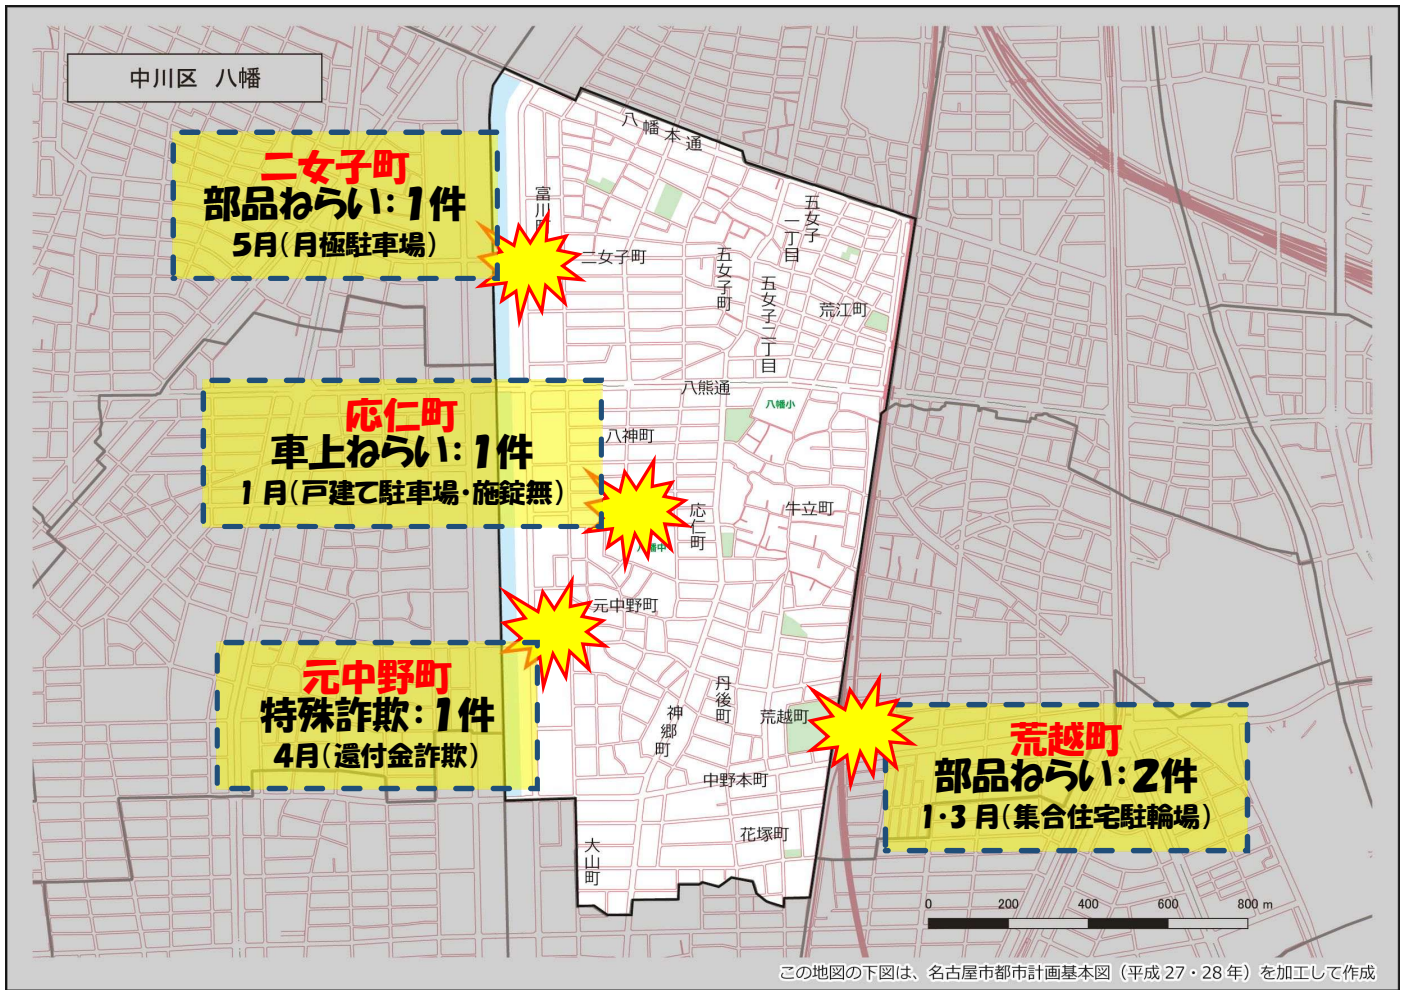 中川区 八幡
二女子町
部品ねらい：1件
5月（月極駐車場）
応仁町
車上ねらい：1件
1月（戸建て駐車場・施錠無）
元中野町
特殊詐欺：1件
4月（還付金詐欺）
荒越町
部品ねらい：2件
1・3月（集合住宅駐輪場）
八幡本通
富川町
二女子町
五女子町
五女子一丁目
五女子二丁目
荒江町
八熊通
八幡小
八神町
応仁町
牛立町
八幡中
元中野町
丹後町
神郷町
荒越町
中野本町
花塚町
大山町
0 200 400 600 800 m
この地図の下図は、名古屋市都市計画基本図（平成27・28年）を加工して作成